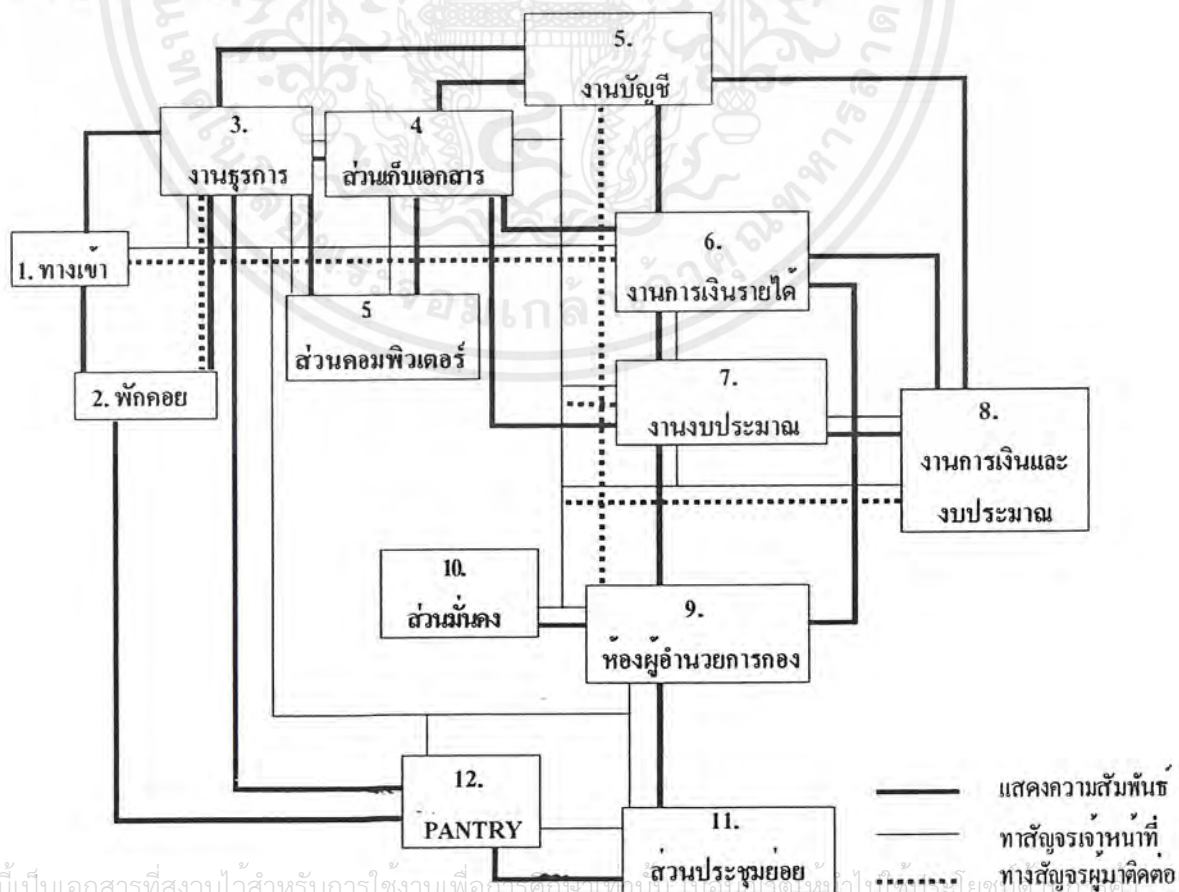 5.
งานบัญชี
3.
งานธุรการ
4
ส่วนเก็บเอกสาร
6.
งานการเงินรายได้
1. ทางเข้า
5
ส่วนคอมพิวเตอร์
2. พักคอย
7.
งานงบประมาณ
8.
งานการเงินและ
งบประมาณ
10.
ส่วนมั่นคง
9.
ห้องผู้อำนวยการกอง
12.
PANTRY
11.
ส่วนประชุมย่อย
แสดงความสัมพันธ์
ทาสัญจรเจ้าหน้าที่
ทางสัญจรผู้มาติดต่อ